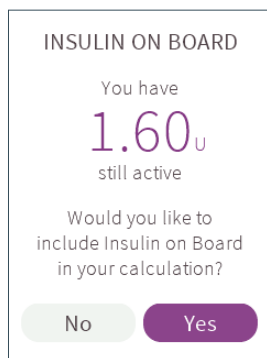 INSULIN ON BOARD
You have
1.60 U
still active
Would you like to
include Insulin on Board
in your calculation?
No Yes